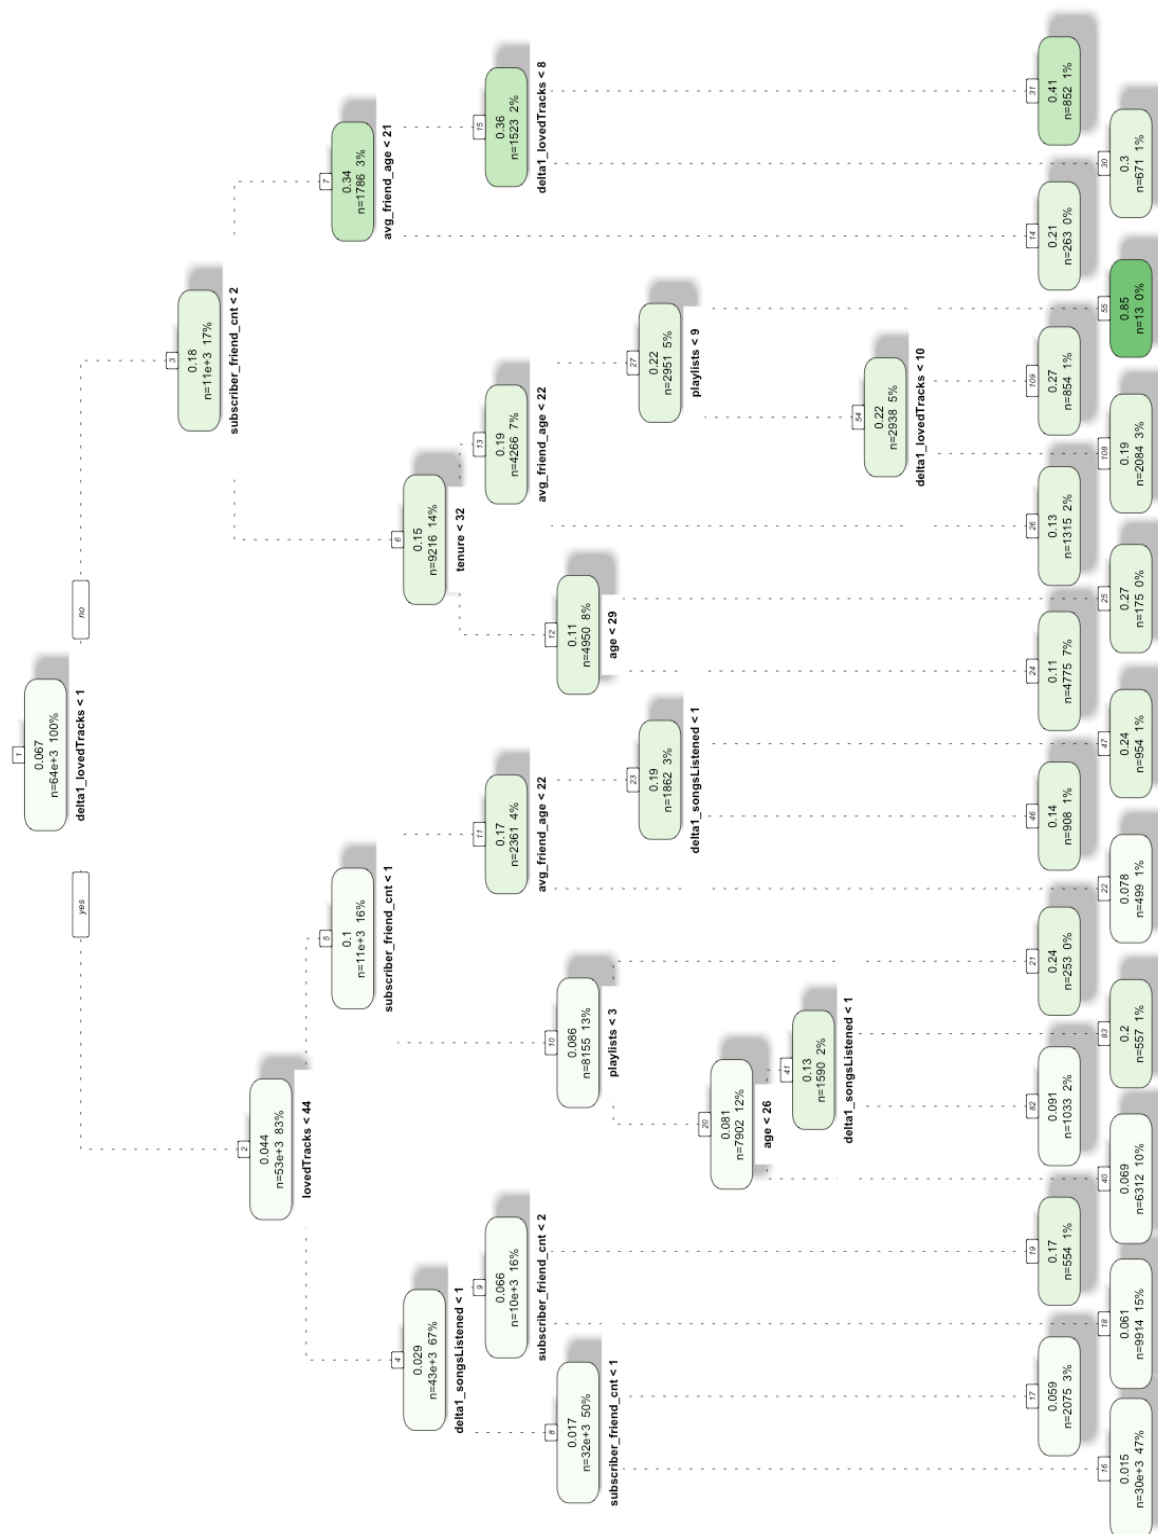 1
0.067
n=64e+3 100%
delta1_lovedTracks < 1
yes
no
2
0.044
n=53e+3 83%
lovedTracks < 44
3
0.18
n=11e+3 17%
subscriber_friend_cnt < 2
4
0.029
n=43e+3 67%
delta1_songsListened < 1
5
0.1
n=11e+3 16%
subscriber_friend_cnt < 1
6
0.15
n=9216 14%
tenure < 32
7
0.34
n=1786 3%
avg_friend_age < 21
8
0.017
n=32e+3 50%
subscriber_friend_cnt < 1
9
0.066
n=10e+3 16%
subscriber_friend_cnt < 2
10
0.086
n=8155 13%
playlists < 3
11
0.17
n=2361 4%
avg_friend_age < 22
12
0.11
n=4950 8%
age < 29
13
0.19
n=4266 7%
avg_friend_age < 22
15
0.36
n=1523 2%
delta1_lovedTracks < 8
20
0.081
n=7902 12%
age < 26
23
0.19
n=1862 3%
delta1_songsListened < 1
27
0.22
n=2951 5%
playlists < 9
41
0.13
n=1590 2%
delta1_songsListened < 1
54
0.22
n=2938 5%
delta1_lovedTracks < 10
16
0.015
n=30e+3 47%
17
0.059
n=2075 3%
18
0.061
n=9914 15%
19
0.17
n=554 1%
40
0.069
n=6312 10%
82
0.091
n=1033 2%
83
0.2
n=557 1%
21
0.24
n=253 0%
22
0.078
n=499 1%
46
0.14
n=908 1%
47
0.24
n=954 1%
24
0.11
n=4775 7%
25
0.27
n=175 0%
26
0.13
n=1315 2%
108
0.19
n=2084 3%
109
0.27
n=854 1%
55
0.85
n=13 0%
14
0.21
n=263 0%
30
0.3
n=671 1%
31
0.41
n=852 1%